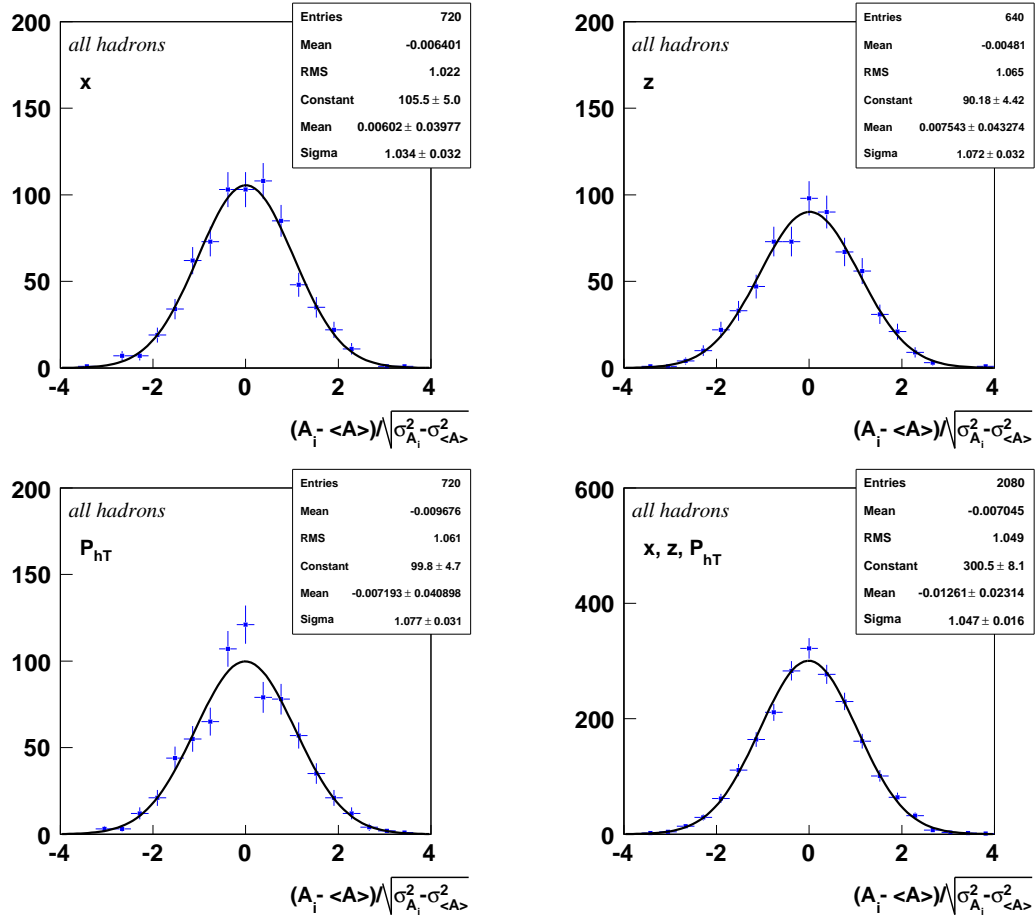 200
150
100
50
0
-4 -2 0 2 4
all hadrons
x
Entries 720
Mean -0.006401
RMS 1.022
Constant 105.5 ± 5.0
Mean 0.00602 ± 0.03977
Sigma 1.034 ± 0.032
(A_i- <A>)/√σ²_{A_i}-σ²_{<A>}
200
150
100
50
0
-4 -2 0 2 4
all hadrons
z
Entries 640
Mean -0.00481
RMS 1.065
Constant 90.18 ± 4.42
Mean 0.007543 ± 0.043274
Sigma 1.072 ± 0.032
(A_i- <A>)/√σ²_{A_i}-σ²_{<A>}
200
150
100
50
0
-4 -2 0 2 4
all hadrons
P_{hT}
Entries 720
Mean -0.009676
RMS 1.061
Constant 99.8 ± 4.7
Mean -0.007193 ± 0.040898
Sigma 1.077 ± 0.031
(A_i- <A>)/√σ²_{A_i}-σ²_{<A>}
600
400
200
0
-4 -2 0 2 4
all hadrons
x, z, P_{hT}
Entries 2080
Mean -0.007045
RMS 1.049
Constant 300.5 ± 8.1
Mean -0.01261 ± 0.02314
Sigma 1.047 ± 0.016
(A_i- <A>)/√σ²_{A_i}-σ²_{<A>}